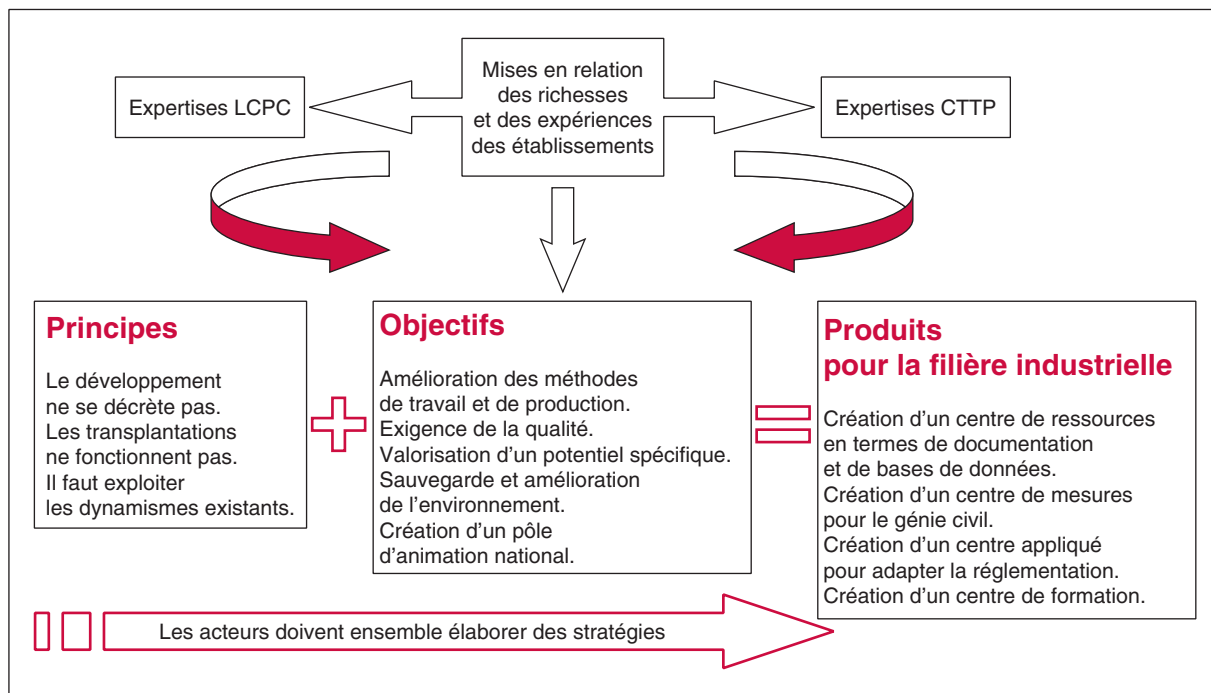 Mises en relation
des richesses
et des expériences
des établissements
Expertises LCPC
Expertises CTTP
Principes
Le développement
ne se décrète pas.
Les transplantations
ne fonctionnent pas.
Il faut exploiter
les dynamismes existants.
Objectifs
Amélioration des méthodes
de travail et de production.
Exigence de la qualité.
Valorisation d’un potentiel spécifique.
Sauvegarde et amélioration
de l’environnement.
Création d’un pôle
d’animation national.
Produits
pour la filière industrielle
Création d’un centre de ressources
en termes de documentation
et de bases de données.
Création d’un centre de mesures
pour le génie civil.
Création d’un centre appliqué
pour adapter la réglementation.
Création d’un centre de formation.
Les acteurs doivent ensemble élaborer des stratégies